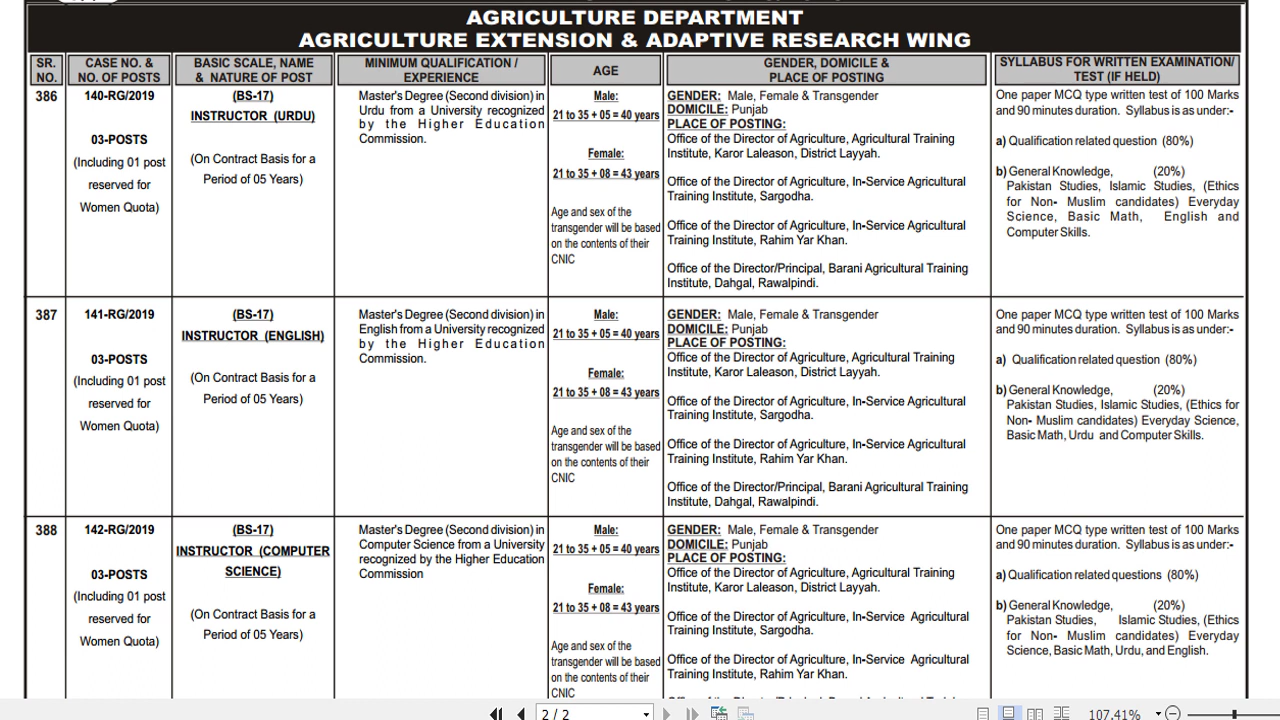 AGRICULTURE DEPARTMENT
AGRICULTURE EXTENSION & ADAPTIVE RESEARCH WING
SR. NO.
CASE NO. & NO. OF POSTS
BASIC SCALE, NAME & NATURE OF POST
MINIMUM QUALIFICATION / EXPERIENCE
AGE
GENDER, DOMICILE & PLACE OF POSTING
SYLLABUS FOR WRITTEN EXAMINATION/ TEST (IF HELD)
386
140-RG/2019
03-POSTS
(Including 01 post
reserved for
Women Quota)
(BS-17)
INSTRUCTOR (URDU)
(On Contract Basis for a
Period of 05 Years)
Master's Degree (Second division) in
Urdu from a University recognized
by the Higher Education
Commission.
Male:
21 to 35 + 05 = 40 years
Female:
21 to 35 + 08 = 43 years
Age and sex of the
transgender will be based
on the contents of their
CNIC
GENDER: Male, Female & Transgender
DOMICILE: Punjab
PLACE OF POSTING:
Office of the Director of Agriculture, Agricultural Training
Institute, Karor Laleason, District Layyah.
Office of the Director of Agriculture, In-Service Agricultural
Training Institute, Sargodha.
Office of the Director of Agriculture, In-Service Agricultural
Training Institute, Rahim Yar Khan.
Office of the Director/Principal, Barani Agricultural Training
Institute, Dahgal, Rawalpindi.
One paper MCQ type written test of 100 Marks
and 90 minutes duration. Syllabus is as under:-
a) Qualification related question (80%)
b) General Knowledge, (20%)
Pakistan Studies, Islamic Studies, (Ethics
for Non- Muslim candidates) Everyday
Science, Basic Math, English and
Computer Skills.
387
141-RG/2019
03-POSTS
(Including 01 post
reserved for
Women Quota)
(BS-17)
INSTRUCTOR (ENGLISH)
(On Contract Basis for a
Period of 05 Years)
Master's Degree (Second division) in
English from a University recognized
by the Higher Education
Commission.
Male:
21 to 35 + 05 = 40 years
Female:
21 to 35 + 08 = 43 years
Age and sex of the
transgender will be based
on the contents of their
CNIC
GENDER: Male, Female & Transgender
DOMICILE: Punjab
PLACE OF POSTING:
Office of the Director of Agriculture, Agricultural Training
Institute, Karor Laleason, District Layyah.
Office of the Director of Agriculture, In-Service Agricultural
Training Institute, Sargodha.
Office of the Director of Agriculture, In-Service Agricultural
Training Institute, Rahim Yar Khan.
Office of the Director/Principal, Barani Agricultural Training
Institute, Dahgal, Rawalpindi.
One paper MCQ type written test of 100 Marks
and 90 minutes duration. Syllabus is as under:-
a) Qualification related question (80%)
b) General Knowledge, (20%)
Pakistan Studies, Islamic Studies, (Ethics for
Non- Muslim candidates) Everyday Science,
Basic Math, Urdu and Computer Skills.
388
142-RG/2019
03-POSTS
(Including 01 post
reserved for
Women Quota)
(BS-17)
INSTRUCTOR (COMPUTER
SCIENCE)
(On Contract Basis for a
Period of 05 Years)
Master's Degree (Second division) in
Computer Science from a University
recognized by the Higher Education
Commission
Male:
21 to 35 + 05 = 40 years
Female:
21 to 35 + 08 = 43 years
Age and sex of the
transgender will be based
on the contents of their
CNIC
GENDER: Male, Female & Transgender
DOMICILE: Punjab
PLACE OF POSTING:
Office of the Director of Agriculture, Agricultural Training
Institute, Karor Laleason, District Layyah.
Office of the Director of Agriculture, In-Service Agricultural
Training Institute, Sargodha.
Office of the Director of Agriculture, In-Service Agricultural
Training Institute, Rahim Yar Khan.
One paper MCQ type written test of 100 Marks
and 90 minutes duration. Syllabus is as under:-
a) Qualification related questions (80%)
b) General Knowledge, (20%)
Pakistan Studies, Islamic Studies, (Ethics
for Non- Muslim candidates) Everyday
Science, Basic Math, Urdu, and English.
2 / 2
107.41%